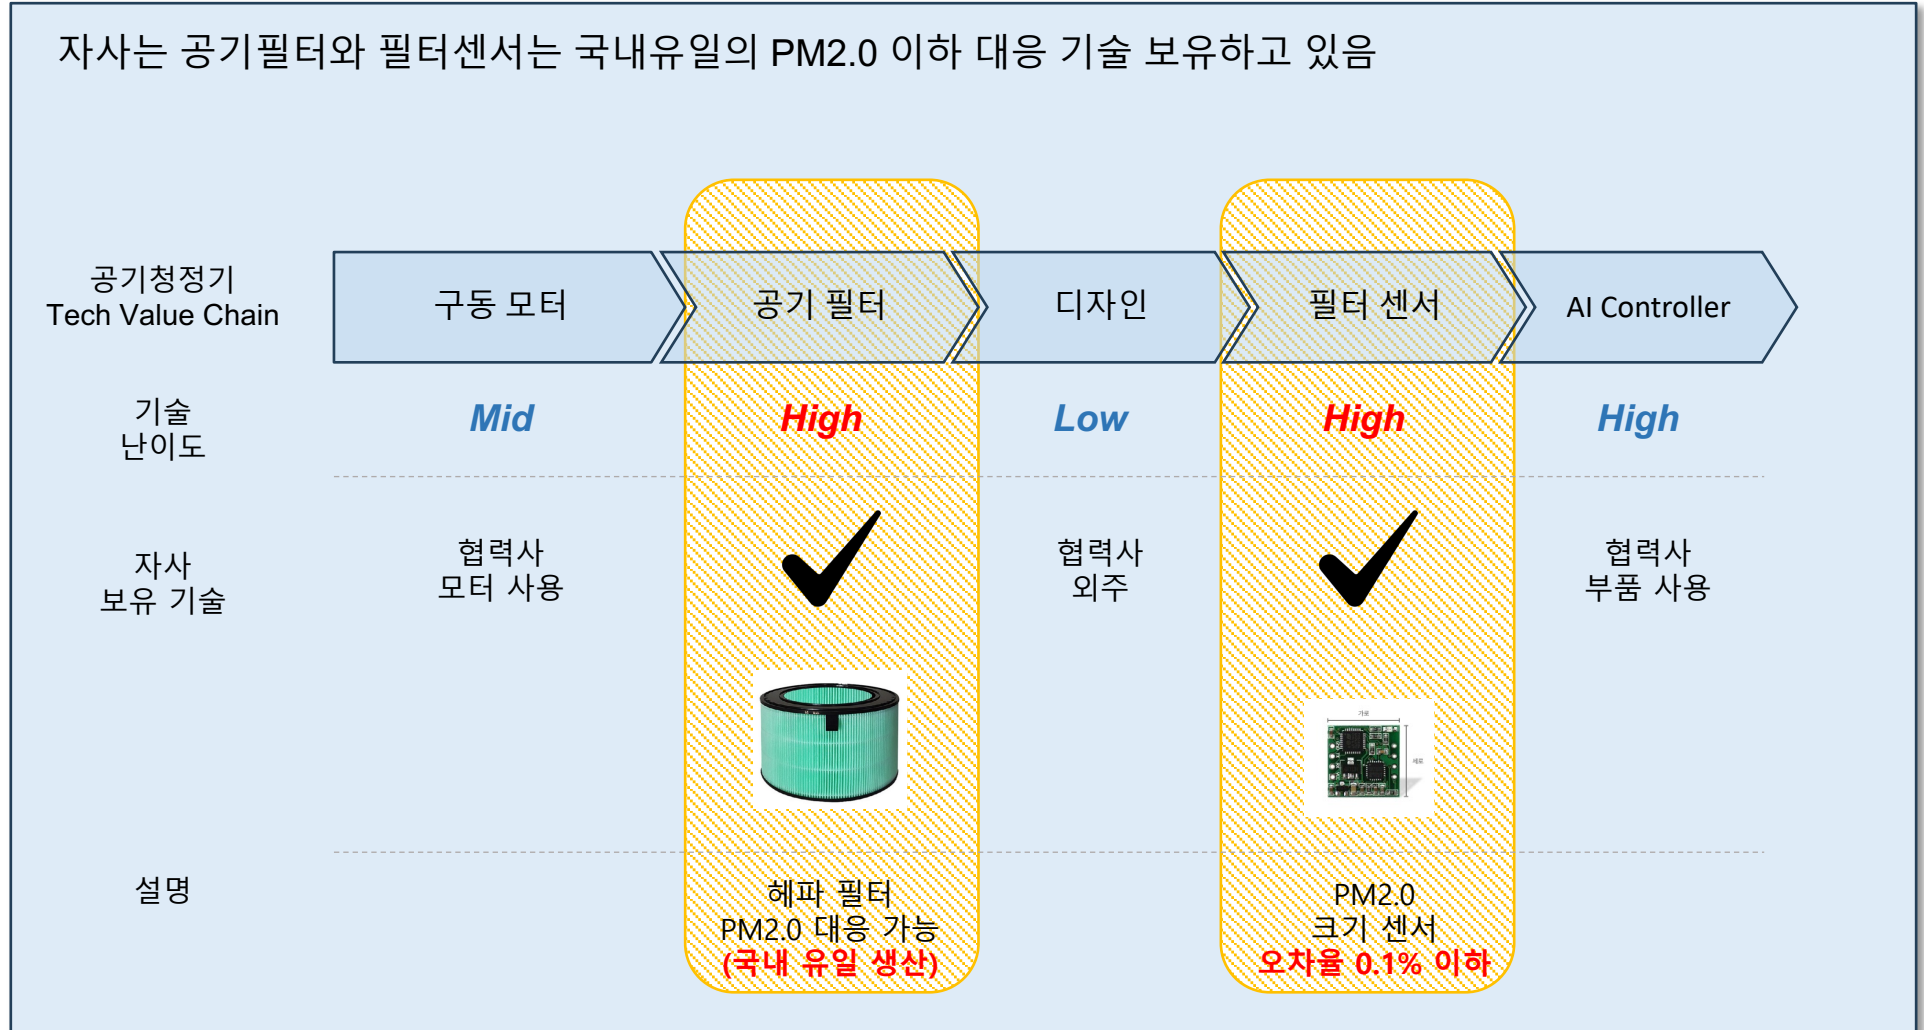 자사는 공기필터와 필터센서는 국내유일의 PM2.0 이하 대응 기술 보유하고 있음
공기청정기
Tech Value Chain
구동 모터
공기 필터
디자인
필터 센서
AI Controller
기술
난이도
Mid
High
Low
High
High
자사
보유 기술
협력사
모터 사용
협력사
외주
협력사
부품 사용
가로
세로
설명
헤파 필터
PM2.0 대응 가능
(국내 유일 생산)
PM2.0
크기 센서
오차율 0.1% 이하